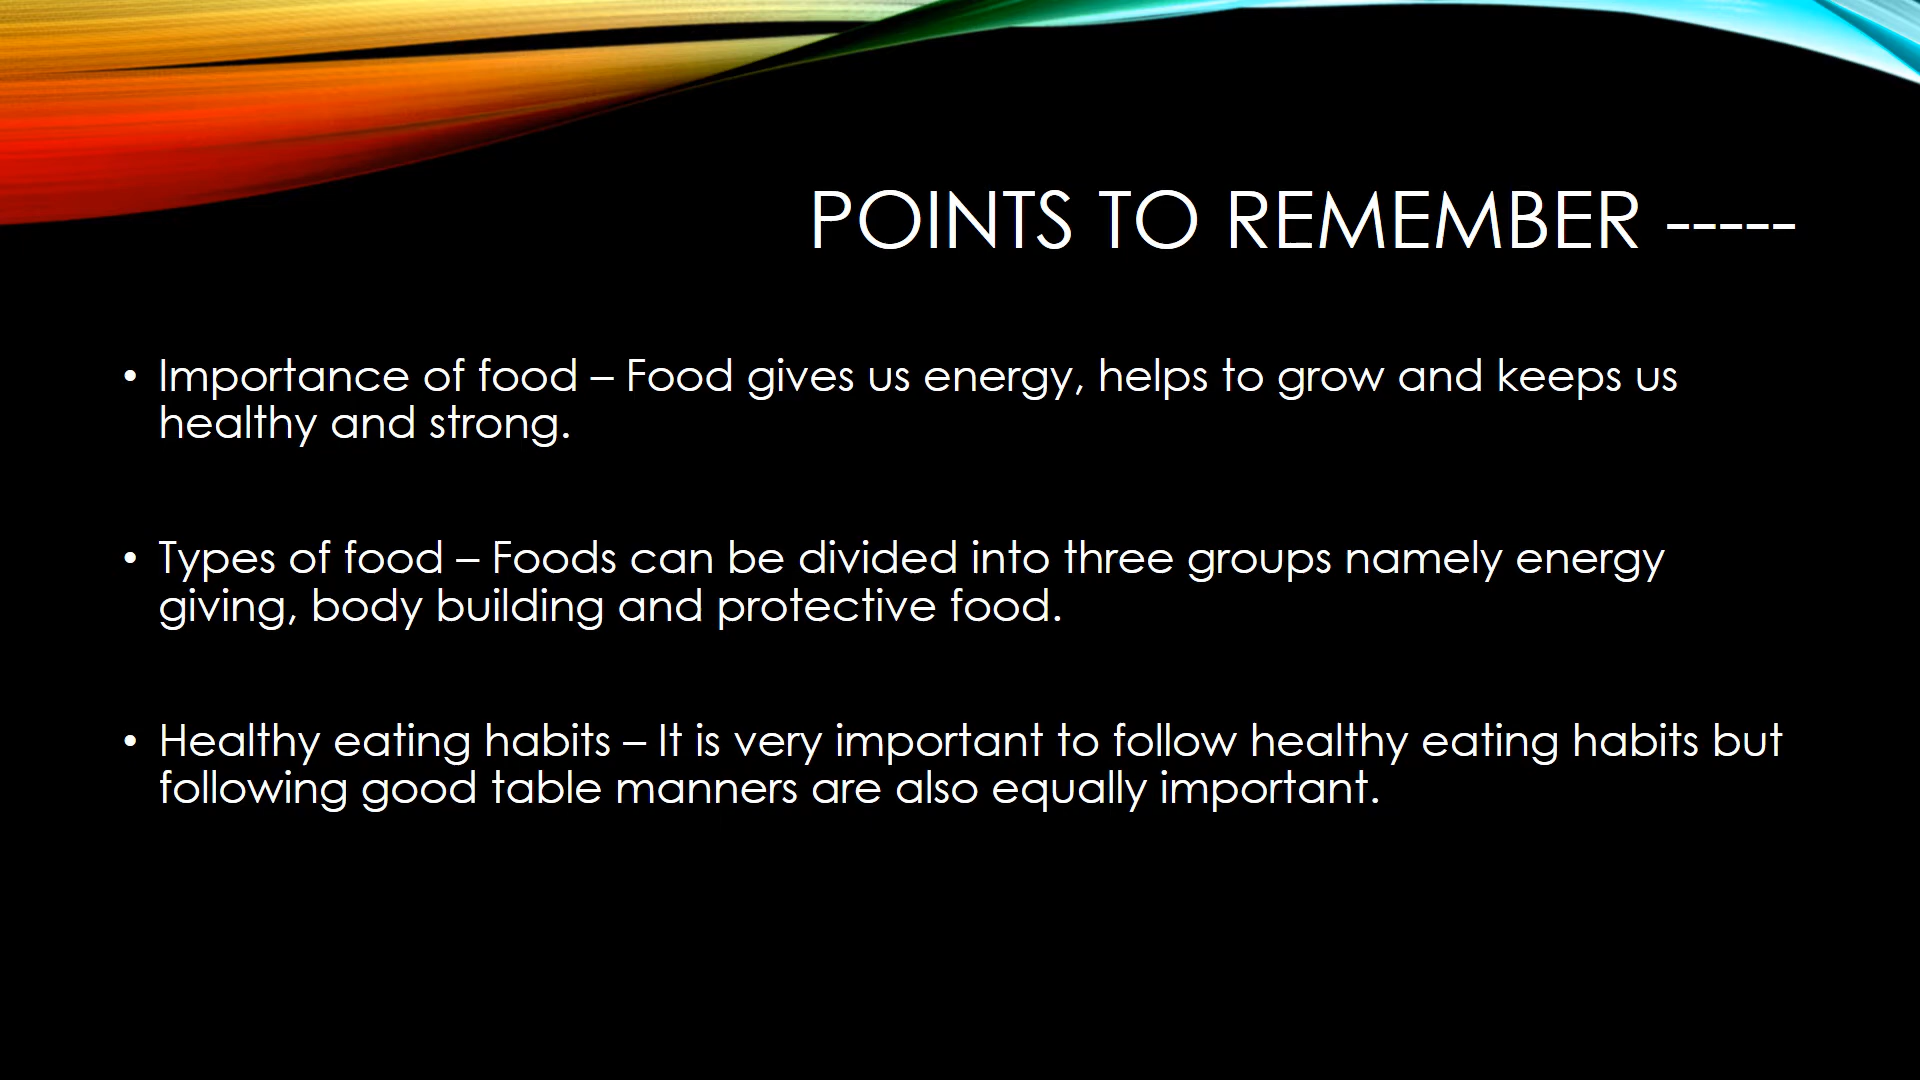 POINTS TO REMEMBER -----
• Importance of food – Food gives us energy, helps to grow and keeps us
healthy and strong.
• Types of food – Foods can be divided into three groups namely energy
giving, body building and protective food.
• Healthy eating habits – It is very important to follow healthy eating habits but
following good table manners are also equally important.